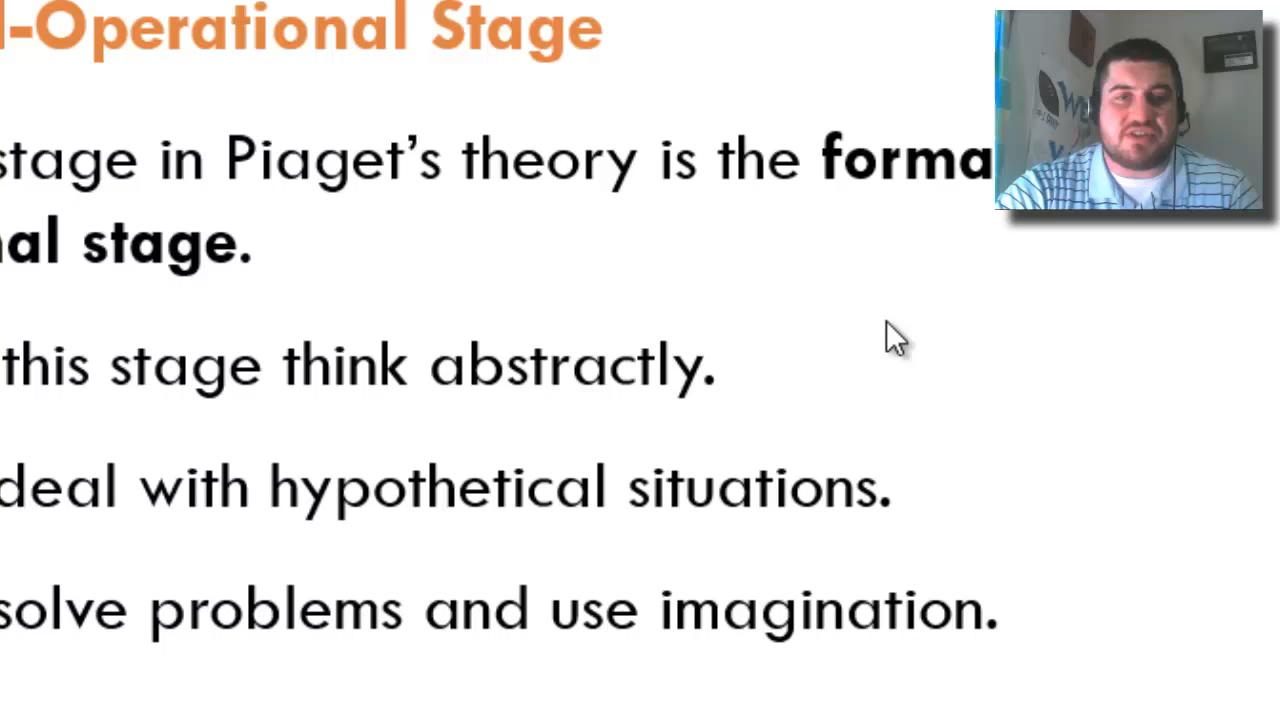 l-Operational Stage
stage in Piaget's theory is the forma
nal stage.
this stage think abstractly.
deal with hypothetical situations.
solve problems and use imagination.